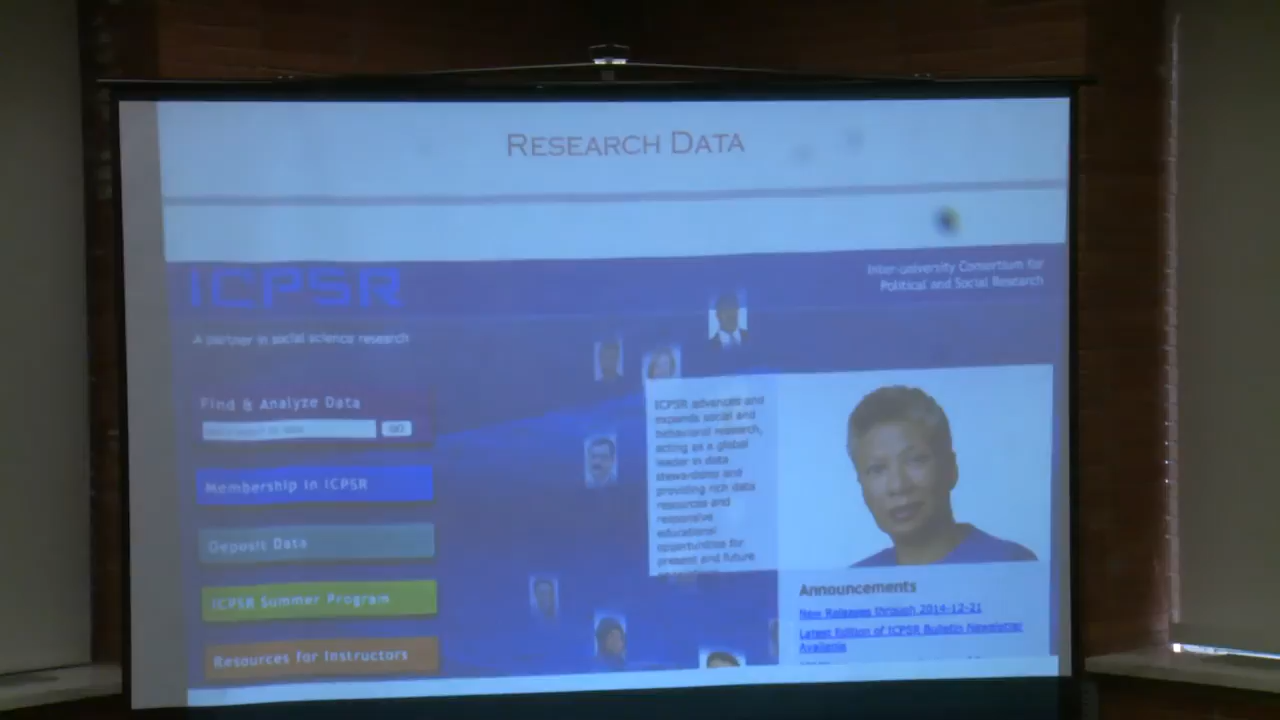 RESEARCH DATA
ICPSR
Inter-university Consortium for
Political and Social Research
A partner in social science research
Find & Analyze Data
GO
Membership in ICPSR
Deposit Data
ICPSR Summer Program
Resources for Instructors
ICPSR advances and
expands social and
behavioral research,
acting as a global
leader in data
stewardship and
providing rich data
resources and
responsive
educational
opportunities for
present and future
Announcements
New Releases through 2014-12-21
Latest Edition of ICPSR Bulletin Newsletter
Available